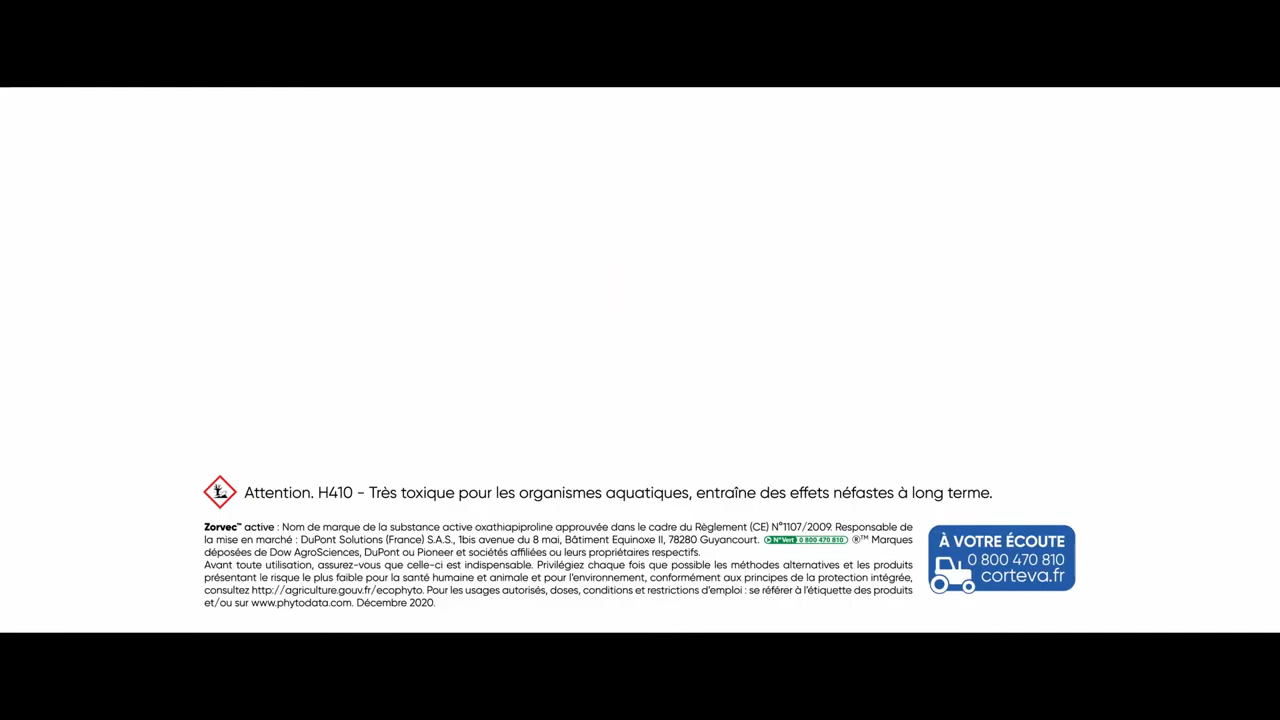 Attention. H410 - Très toxique pour les organismes aquatiques, entraîne des effets néfastes à long terme.
Zorvec™ active : Nom de marque de la substance active oxathiapiproline approuvée dans le cadre du Règlement (CE) N°1107/2009. Responsable de
la mise en marché : DuPont Solutions (France) S.A.S., 1bis avenue du 8 mai, Bâtiment Equinoxe II, 78280 Guyancourt. N° Vert 0 800 470 810 ®™ Marques
déposées de Dow AgroSciences, DuPont ou Pioneer et sociétés affiliées ou leurs propriétaires respectifs.
Avant toute utilisation, assurez-vous que celle-ci est indispensable. Privilégiez chaque fois que possible les méthodes alternatives et les produits
présentant le risque le plus faible pour la santé humaine et animale et pour l'environnement, conformément aux principes de la protection intégrée,
consultez http://agriculture.gouv.fr/ecophyto. Pour les usages autorisés, doses, conditions et restrictions d'emploi : se référer à l'étiquette des produits
et/ou sur www.phytodata.com. Décembre 2020.
À VOTRE ÉCOUTE
0 800 470 810
corteva.fr